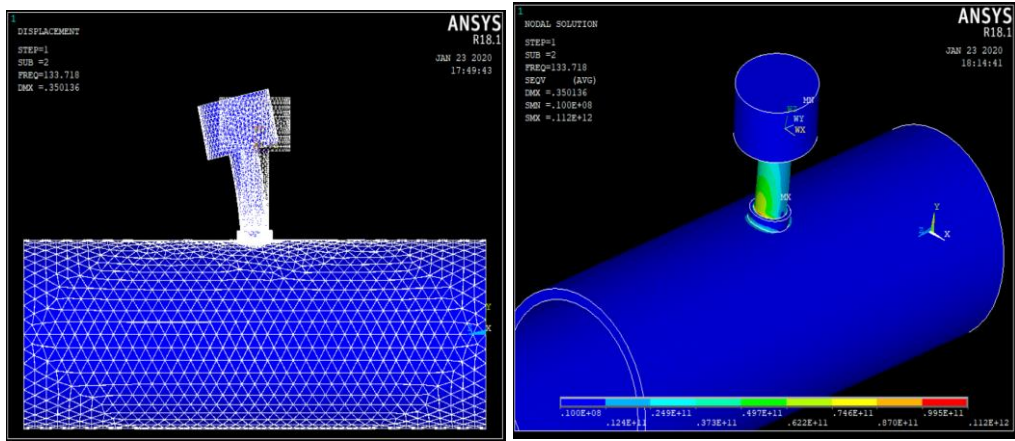 1
DISPLACEMENT
STEP=1
SUB =2
FREQ=133.718
DMX =.350136
ANSYS
R18.1
JAN 23 2020
17:49:43
Y
X
1
NODAL SOLUTION
STEP=1
SUB =2
FREQ=133.718
SEQV (AVG)
DMX =.350136
SMN =.100E+08
SMX =.112E+12
ANSYS
R18.1
JAN 23 2020
18:14:41
MN
WY
WX
MX
Y
X
.100E+08 .249E+11 .497E+11 .746E+11 .995E+11
.124E+11 .373E+11 .622E+11 .870E+11 .112E+12